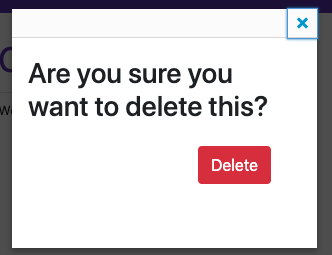 ×
Are you sure you
want to delete this?
Delete